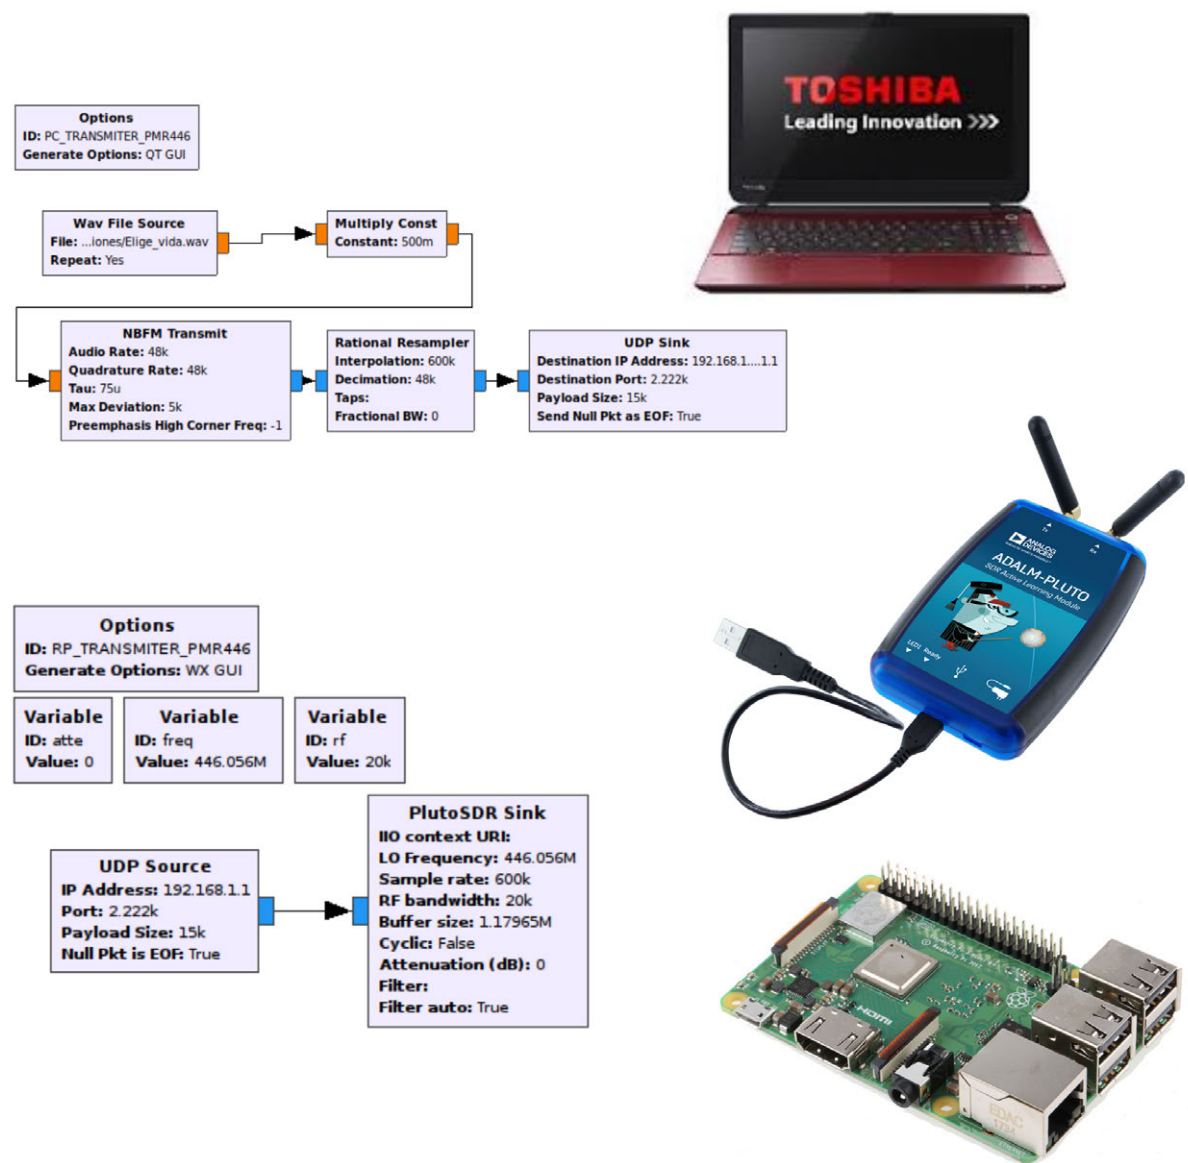 TOSHIBA
Leading Innovation >>>
Options
ID: PC_TRANSMITER_PMR446
Generate Options: QT GUI
Wav File Source
File: ...iones/Elige_vida.wav
Repeat: Yes
Multiply Const
Constant: 500m
NBFM Transmit
Audio Rate: 48k
Quadrature Rate: 48k
Tau: 75u
Max Deviation: 5k
Preemphasis High Corner Freq: -1
Rational Resampler
Interpolation: 600k
Decimation: 48k
Taps:
Fractional BW: 0
UDP Sink
Destination IP Address: 192.168.1....1.1
Destination Port: 2.222k
Payload Size: 15k
Send Null Pkt as EOF: True
Tx
Rx
ANALOG
DEVICES
ADALM-PLUTO
SDR Active Learning Module
LED1 Ready
Options
ID: RP_TRANSMITER_PMR446
Generate Options: WX GUI
Variable
ID: atte
Value: 0
Variable
ID: freq
Value: 446.056M
Variable
ID: rf
Value: 20k
UDP Source
IP Address: 192.168.1.1
Port: 2.222k
Payload Size: 15k
Null Pkt is EOF: True
PlutoSDR Sink
IIO context URI:
LO Frequency: 446.056M
Sample rate: 600k
RF bandwidth: 20k
Buffer size: 1.17965M
Cyclic: False
Attenuation (dB): 0
Filter:
Filter auto: True
HDMI
EDAC